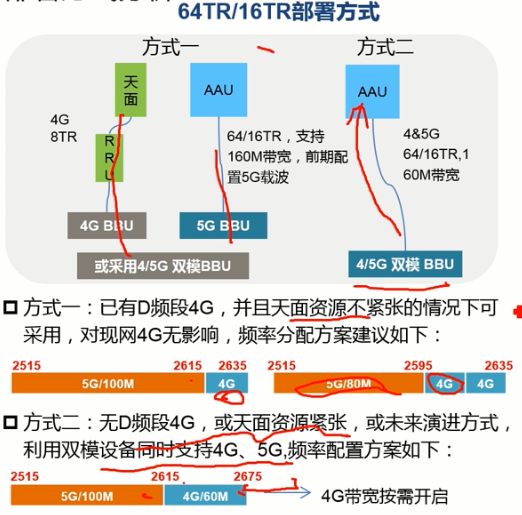 64TR/16TR部署方式
方式一
方式二
天面
4G
8TR
RRU
4G BBU
AAU
64/16TR，支持
160M带宽，前期配
置5G载波
5G BBU
或采用4/5G 双模BBU
AAU
4&5G
64/16TR,1
60M带宽
4/5G 双模 BBU
方式一：已有D频段4G，并且天面资源不紧张的情况下可
采用，对现网4G无影响，频率分配方案建议如下：
2515 2615 2635
5G/100M 4G
2515 2595 2635
5G/80M 4G 4G
方式二：无D频段4G，或天面资源紧张，或未来演进方式，
利用双模设备同时支持4G、5G,频率配置方案如下：
2515 2615 2675
5G/100M 4G/60M
4G带宽按需开启